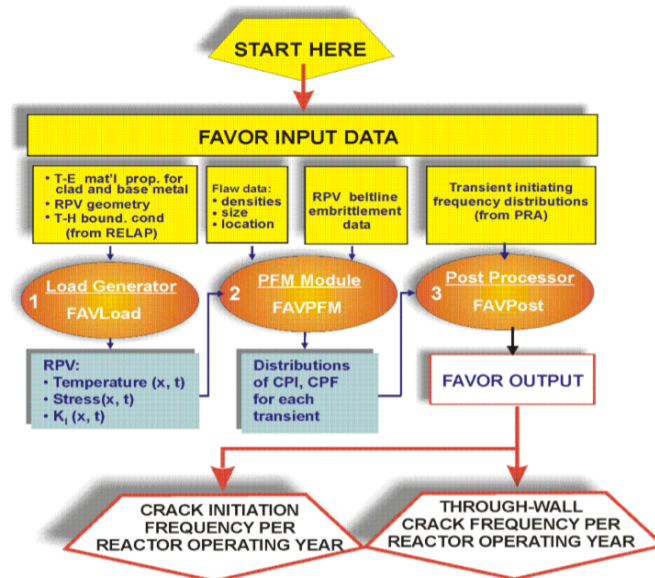 START HERE
FAVOR INPUT DATA
• T-E mat'l prop. for
clad and base metal
• RPV geometry
• T-H bound. cond
(from RELAP)
Flaw data:
• densities
• size
• location
RPV beltline
embrittlement
data
Transient initiating
frequency distributions
(from PRA)
1
Load Generator
FAVLoad
2
PFM Module
FAVPFM
3
Post Processor
FAVPost
RPV:
• Temperature (x, t)
• Stress(x, t)
• KI (x, t)
Distributions
of CPI, CPF
for each
transient
FAVOR OUTPUT
CRACK INITIATION
FREQUENCY PER
REACTOR OPERATING YEAR
THROUGH-WALL
CRACK FREQUENCY PER
REACTOR OPERATING YEAR